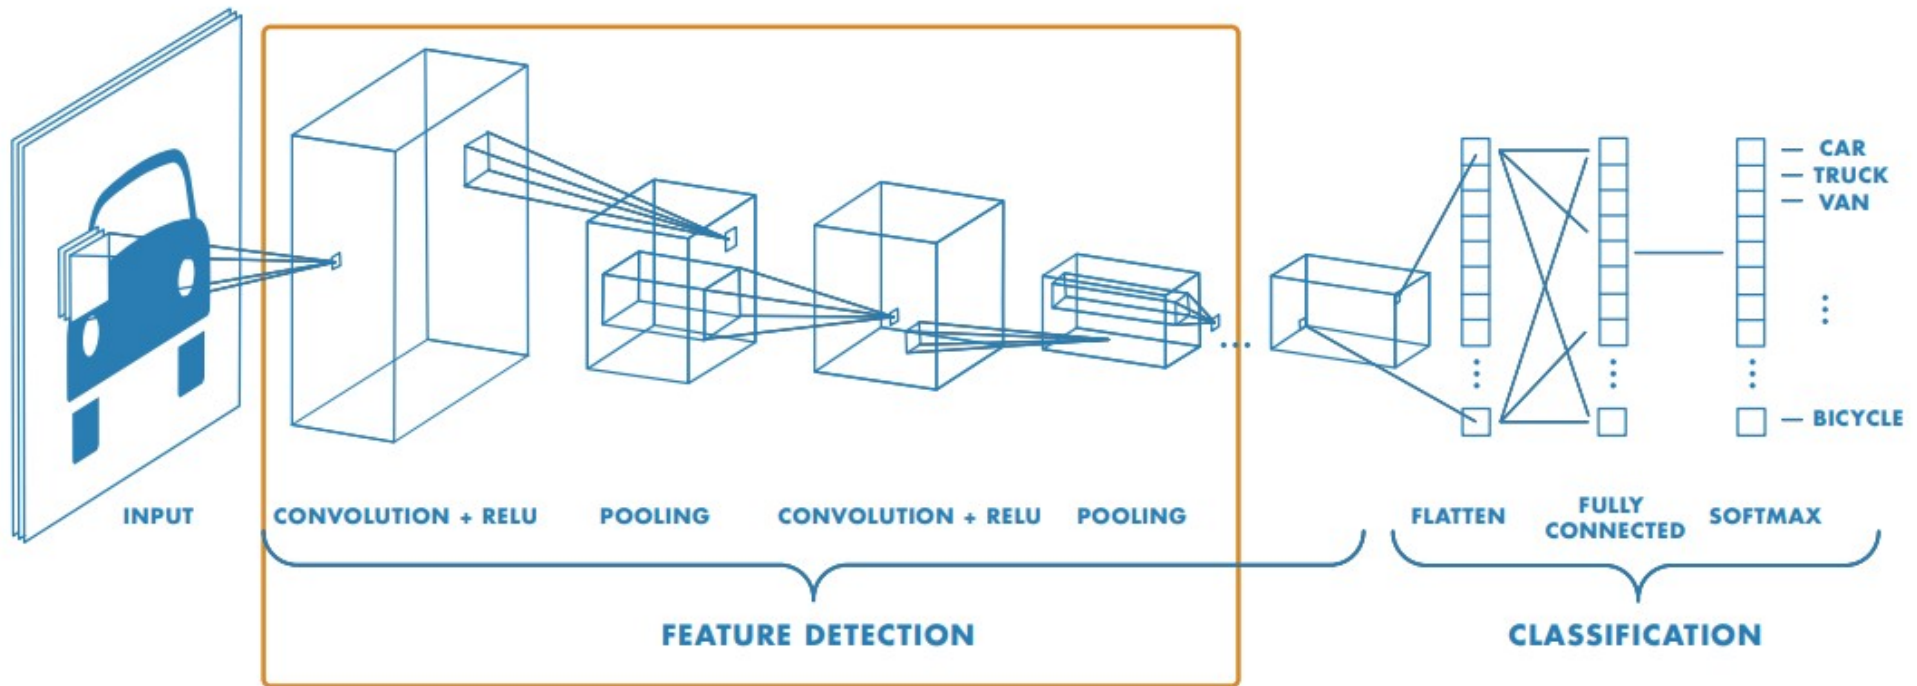 CAR
TRUCK
VAN
BICYCLE
INPUT
CONVOLUTION + RELU
POOLING
CONVOLUTION + RELU
POOLING
FLATTEN
FULLY
CONNECTED
SOFTMAX
FEATURE DETECTION
CLASSIFICATION